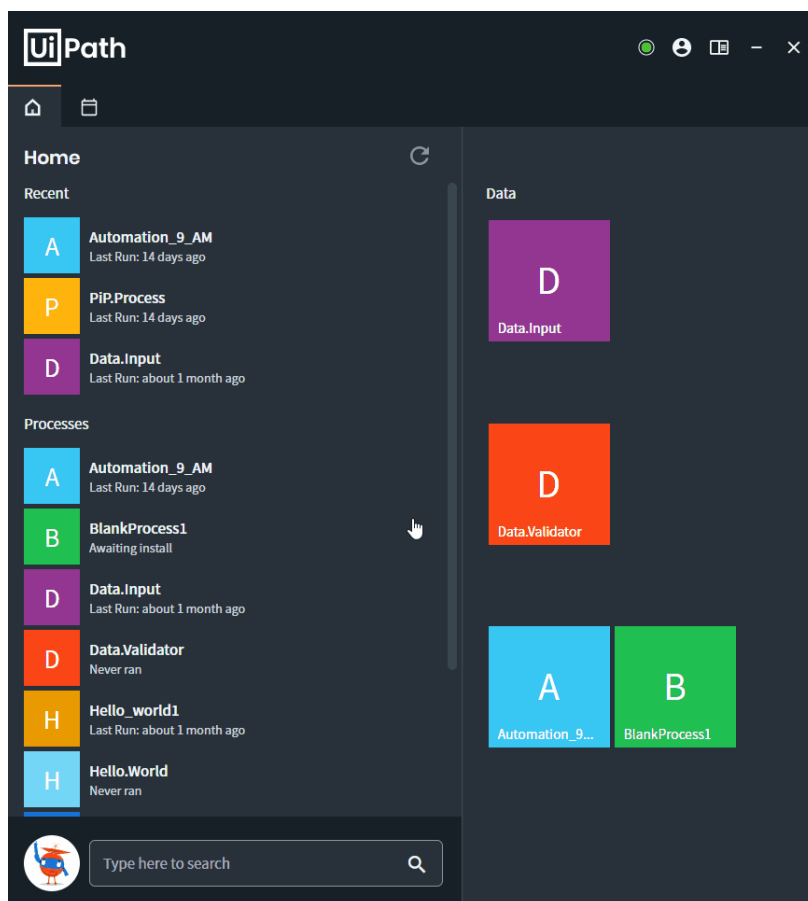 UiPath
Home
Recent
A
Automation_9_AM
Last Run: 14 days ago
P
PiP.Process
Last Run: 14 days ago
D
Data.Input
Last Run: about 1 month ago
Processes
A
Automation_9_AM
Last Run: 14 days ago
B
BlankProcess1
Awaiting install
D
Data.Input
Last Run: about 1 month ago
D
Data.Validator
Never ran
H
Hello_world1
Last Run: about 1 month ago
H
Hello.World
Never ran
Type here to search
Data
D
Data.Input
D
Data.Validator
A
Automation_9...
B
BlankProcess1